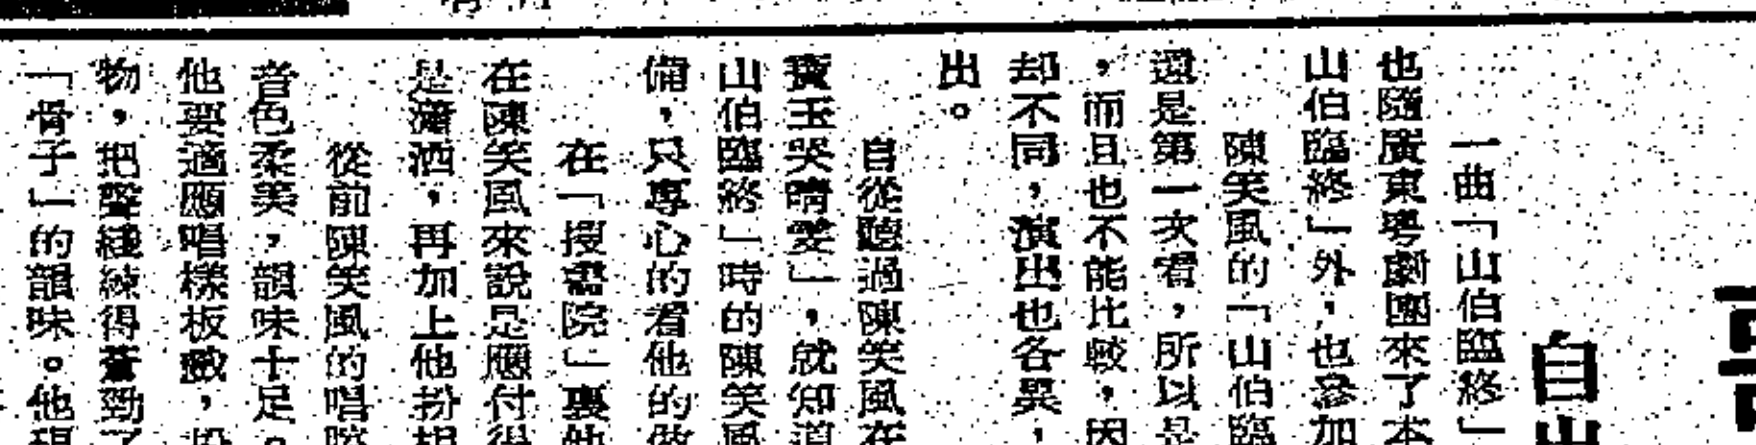 一曲「山伯臨終」
也隨廣東粵劇團來了本
山伯臨終」外，也參加
陳笑風的「山伯臨
還是第一次看，所以是
，而且也不能比較，因
却不同，演出也各異，
出。
自從聽過陳笑風在
寶玉哭晴雯」，就知道
山伯臨終」時的陳笑風
備，只專心的看他的做
在「搜書院」裏他
在陳笑風來說是應付得
是瀟洒，再加上他扮相
從前陳笑風的唱腔
音色柔美，韻味十足。
他要適應唱樣板戲，
物，把聲綫練得蒼勁了
「骨子」的韻味。他